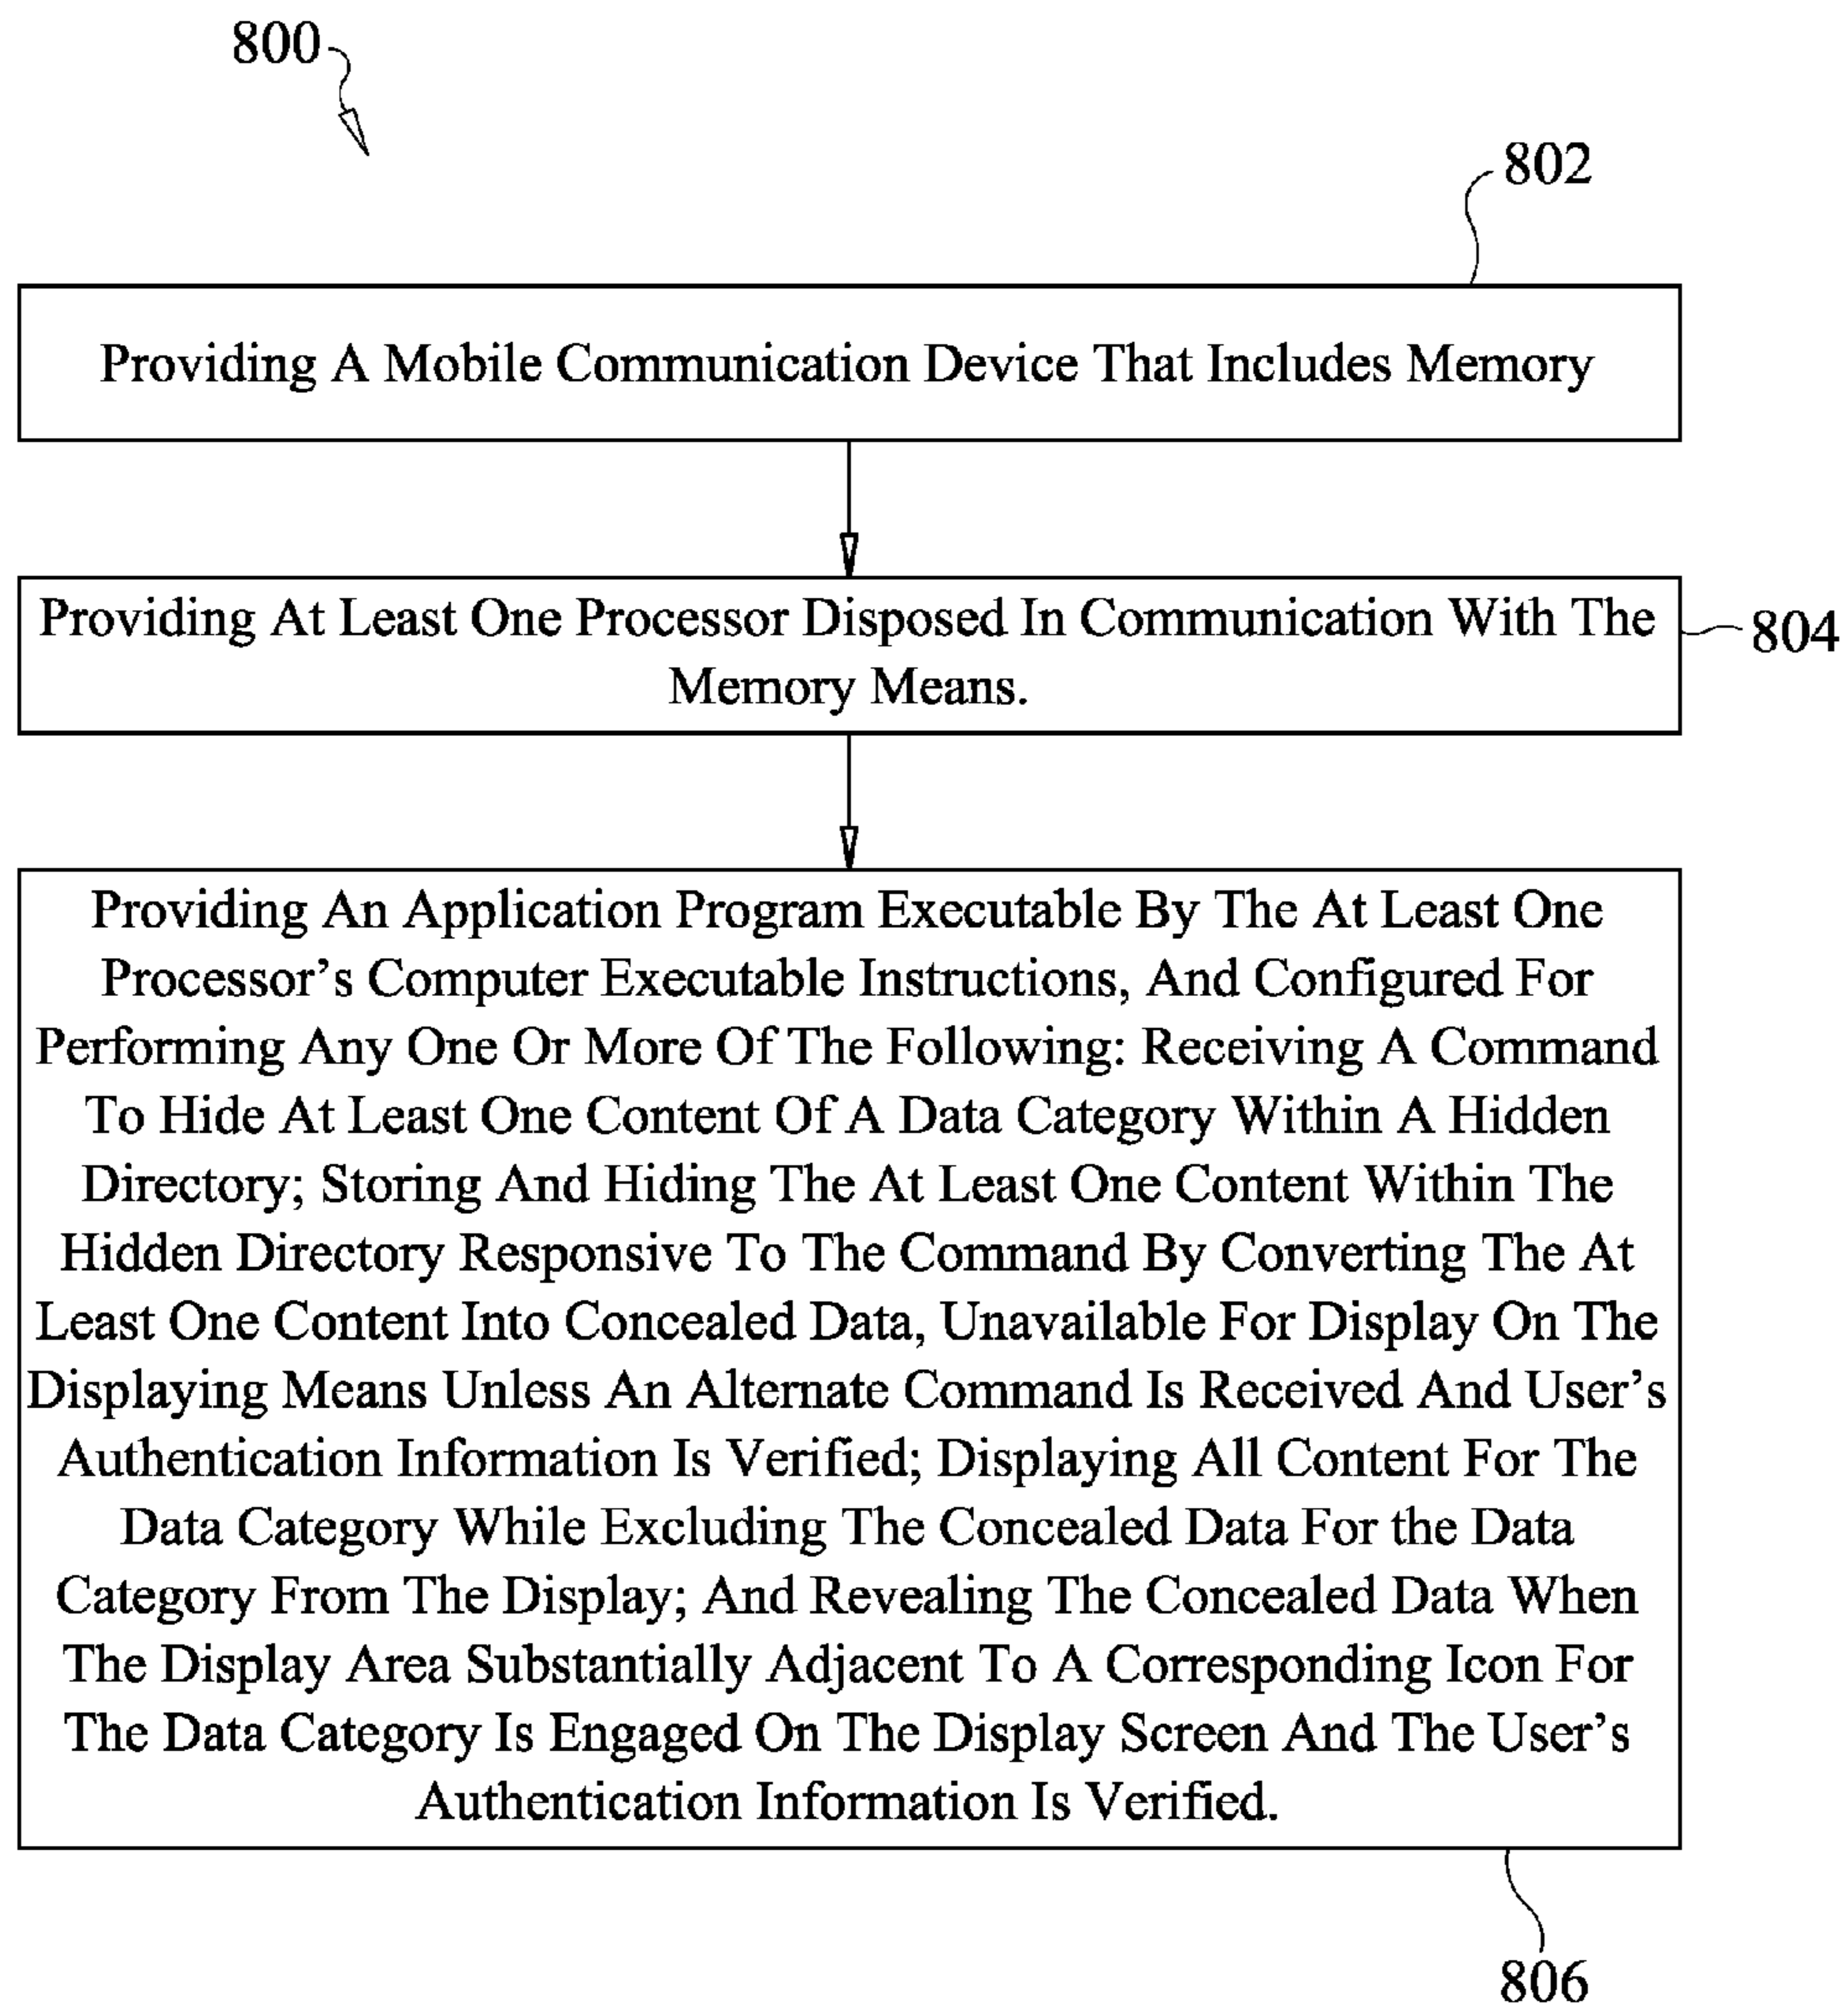 800
802
Providing A Mobile Communication Device That Includes Memory
Providing At Least One Processor Disposed In Communication With The
Memory Means.
804
Providing An Application Program Executable By The At Least One
Processor’s Computer Executable Instructions, And Configured For
Performing Any One Or More Of The Following: Receiving A Command
To Hide At Least One Content Of A Data Category Within A Hidden
Directory; Storing And Hiding The At Least One Content Within The
Hidden Directory Responsive To The Command By Converting The At
Least One Content Into Concealed Data, Unavailable For Display On The
Displaying Means Unless An Alternate Command Is Received And User’s
Authentication Information Is Verified; Displaying All Content For The
Data Category While Excluding The Concealed Data For the Data
Category From The Display; And Revealing The Concealed Data When
The Display Area Substantially Adjacent To A Corresponding Icon For
The Data Category Is Engaged On The Display Screen And The User’s
Authentication Information Is Verified.
806